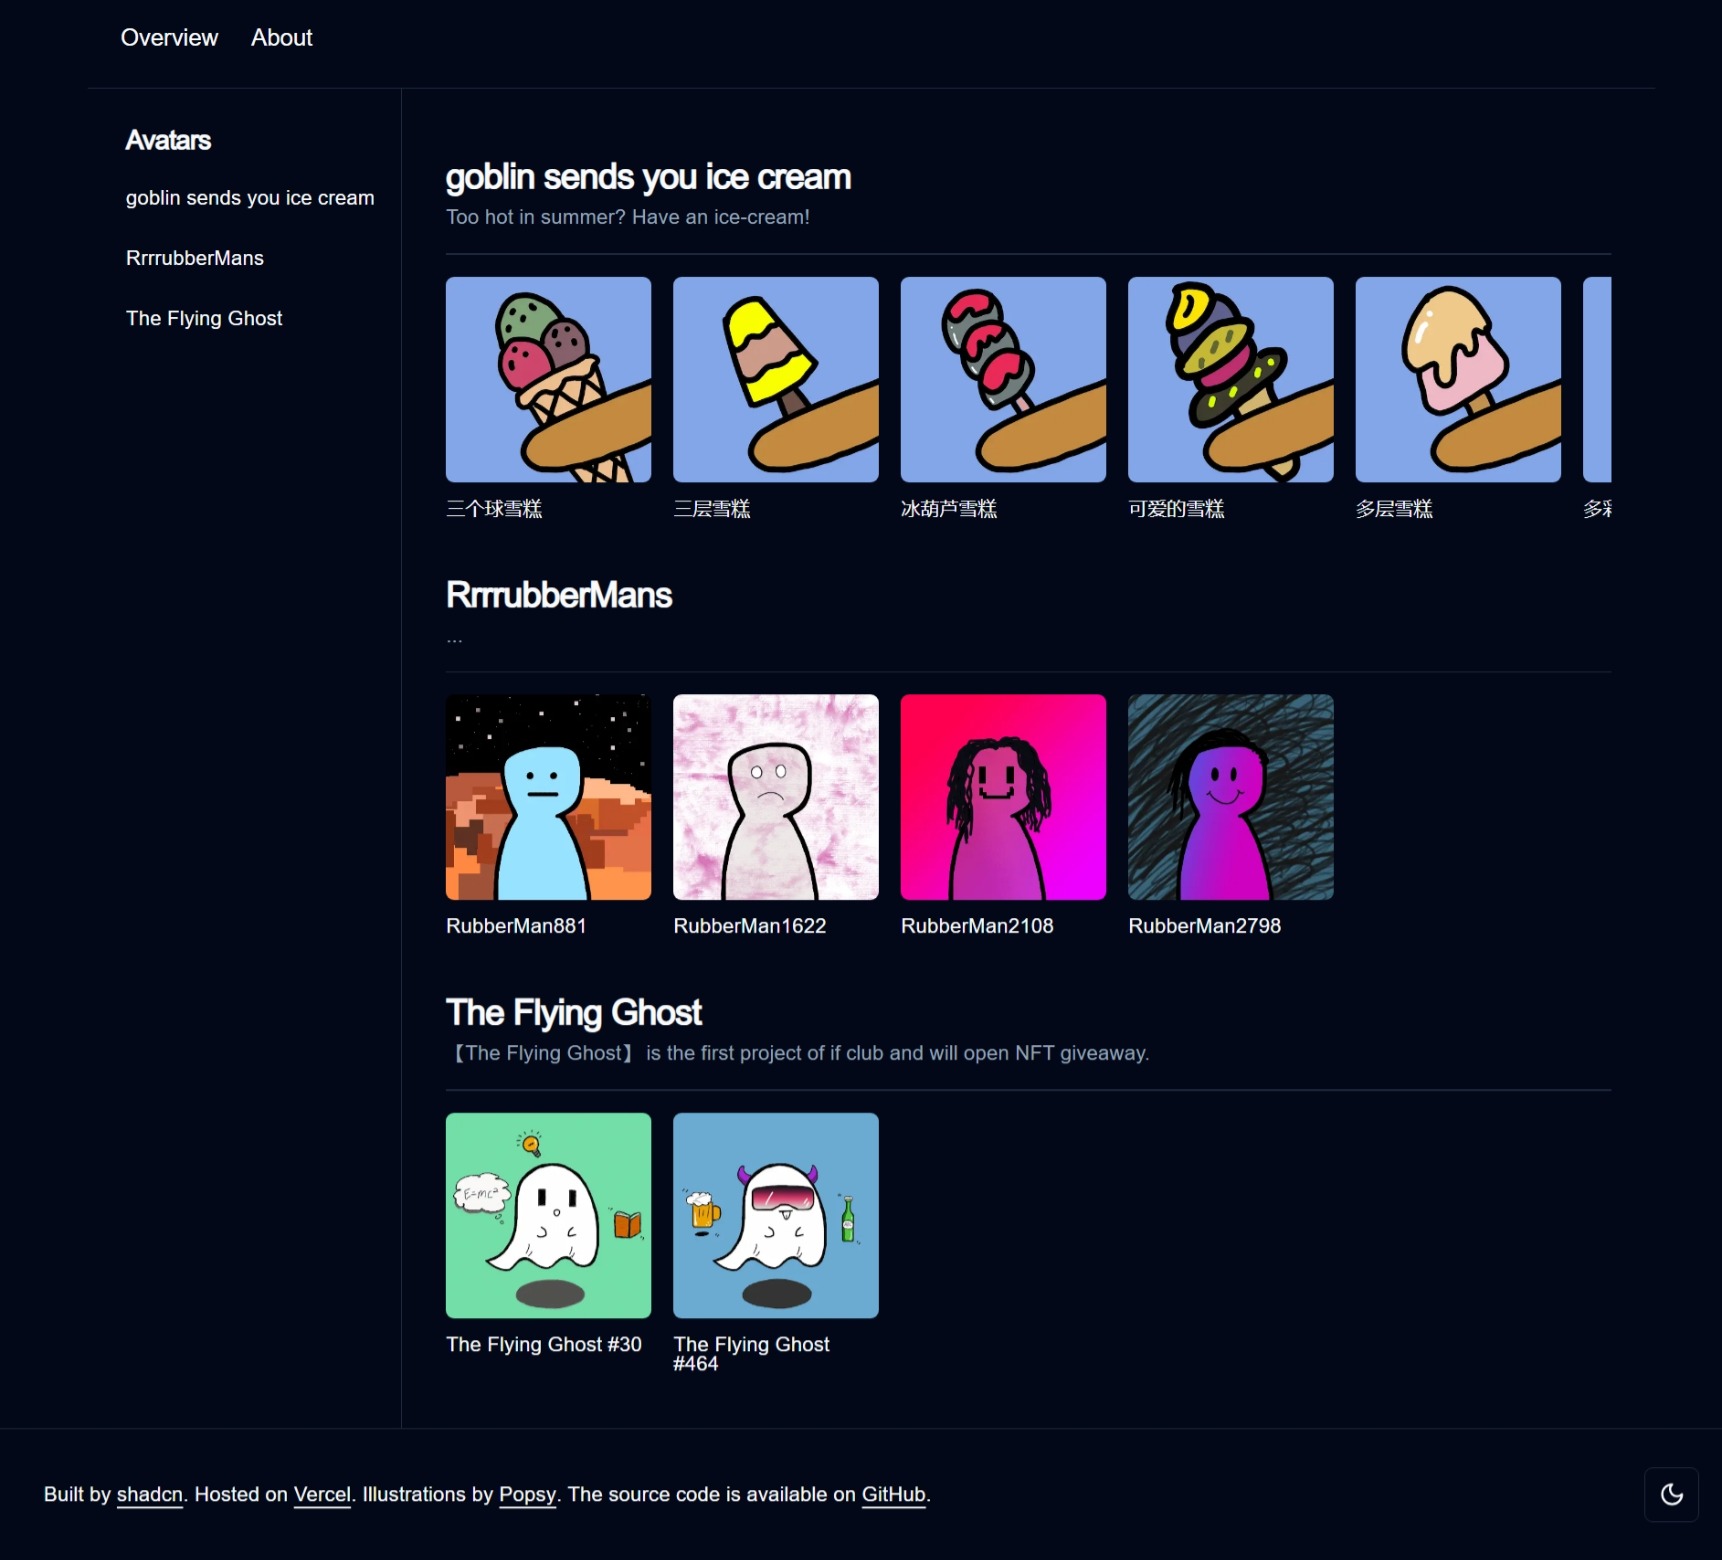 Overview About
Avatars
goblin sends you ice cream
RrrrubberMans
The Flying Ghost
goblin sends you ice cream
Too hot in summer? Have an ice-cream!
三个球雪糕 三层雪糕 冰葫芦雪糕 可爱的雪糕 多层雪糕 多彩
RrrrubberMans
...
RubberMan881 RubberMan1622 RubberMan2108 RubberMan2798
The Flying Ghost
【The Flying Ghost】 is the first project of if club and will open NFT giveaway.
E=mc²
The Flying Ghost #30 The Flying Ghost
#464
Built by shadcn. Hosted on Vercel. Illustrations by Popsy. The source code is available on GitHub.